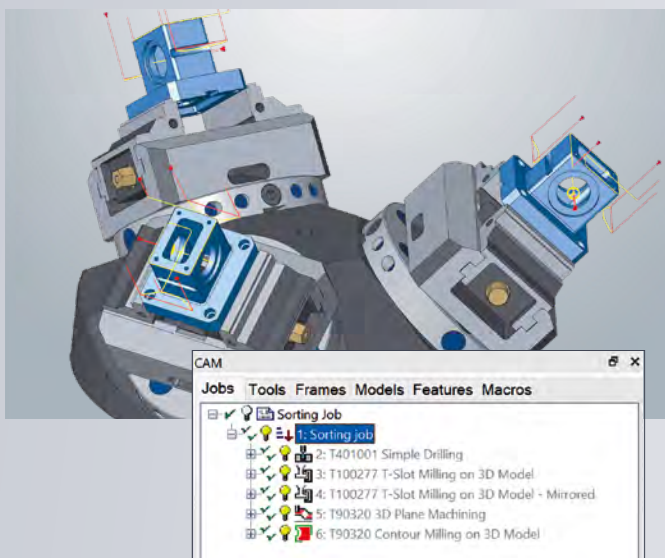 CAM
Jobs Tools Frames Models Features Macros
Sorting Job
1: Sorting job
2: T401001 Simple Drilling
3: T100277 T-Slot Milling on 3D Model
4: T100277 T-Slot Milling on 3D Model - Mirrored
5: T90320 3D Plane Machining
6: T90320 Contour Milling on 3D Model